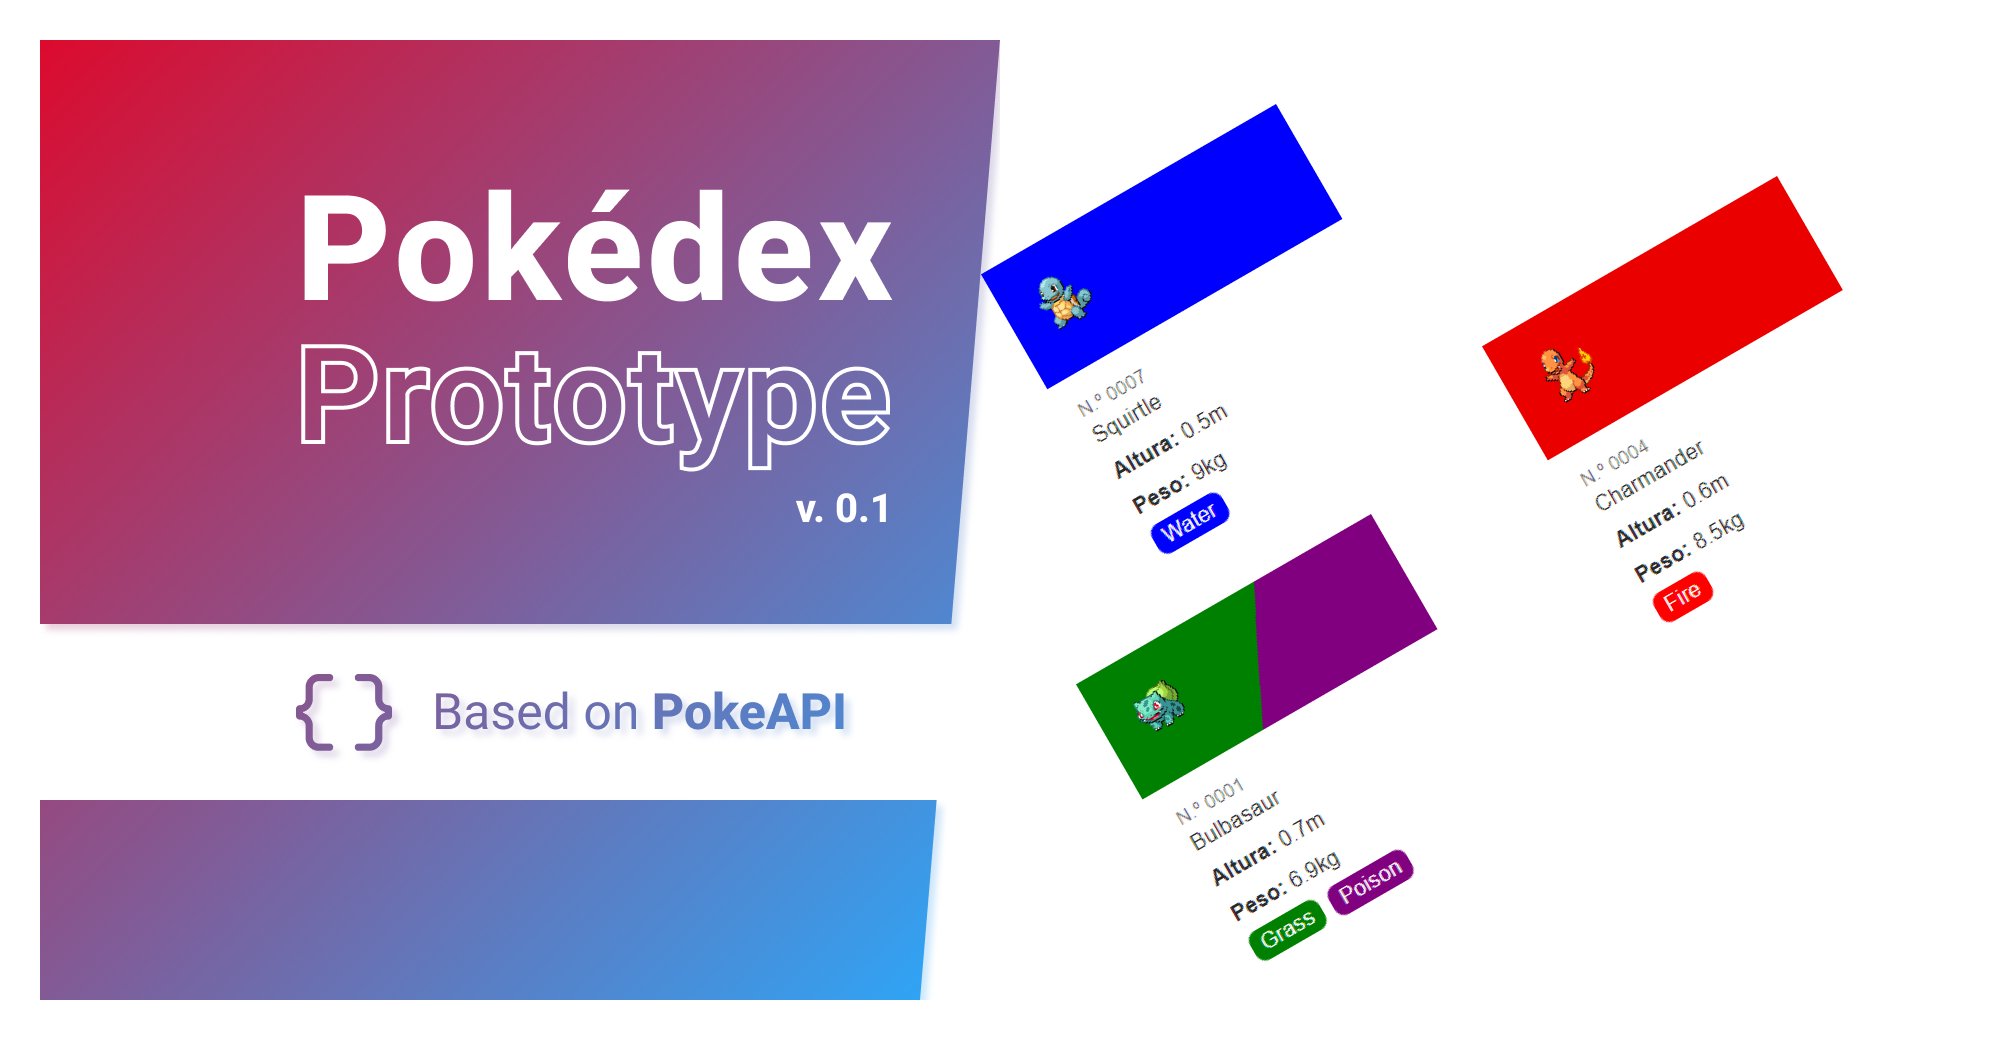 Pokédex
Prototype
v. 0.1
{ } Based on PokeAPI
N.º 0007
Squirtle
Altura: 0.5m
Peso: 9kg
Water
N.º 0004
Charmander
Altura: 0.6m
Peso: 8.5kg
Fire
N.º 0001
Bulbasaur
Altura: 0.7m
Peso: 6.9kg
Grass Poison